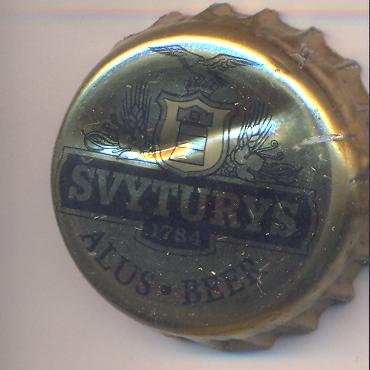 ŠVYTURYS
1784
ALUS • BEER